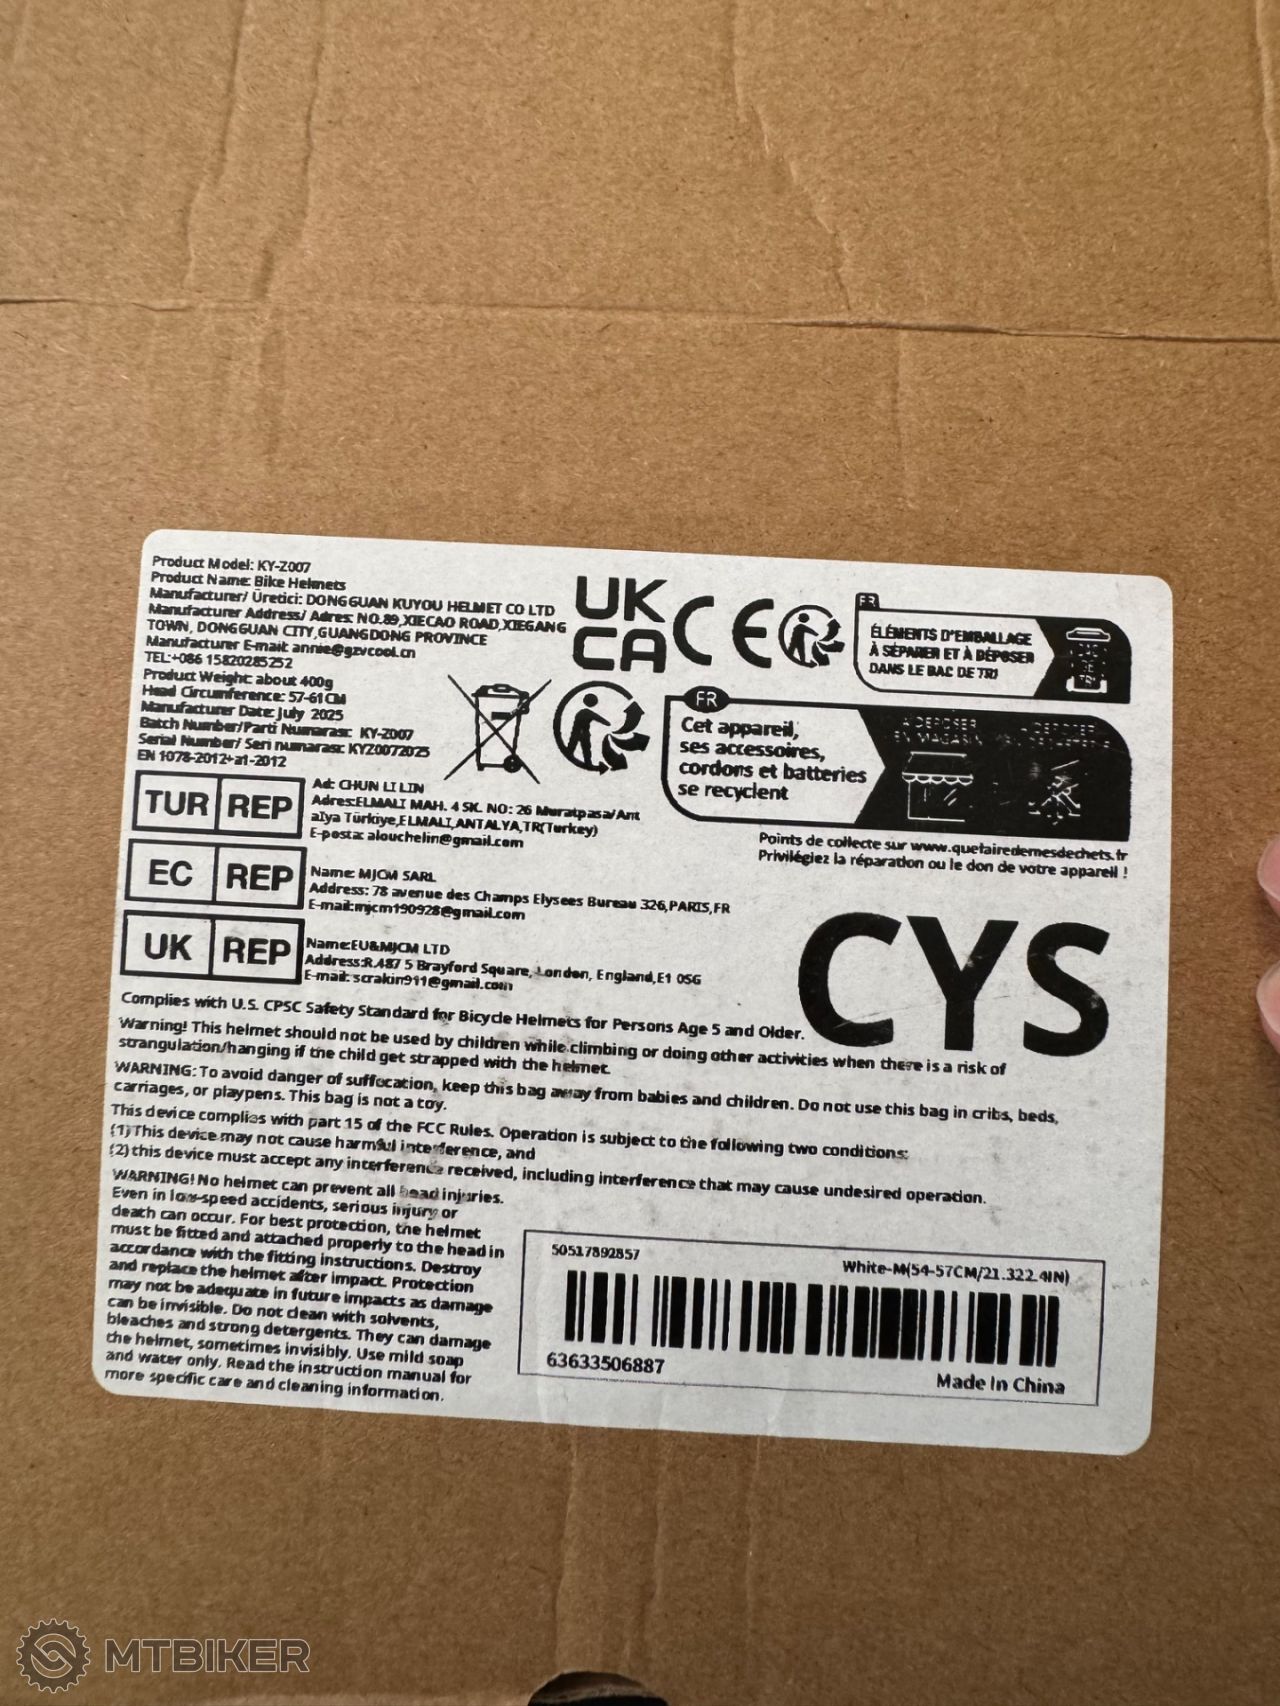 Product Model: KY-Z007
Product Name: Bike Helmets
Manufacturer/ Üretici: DONGGUAN KUYOU HELMET CO LTD
Manufacturer Address/ Adres: NO.89,XIECAO ROAD,XIEGANG
TOWN, DONGGUAN CITY,GUANGDONG PROVINCE
Manufacturer E-mail: annie@gzvcool.cn
TEL:+086 15820285252
Product Weight: about 400g
Head Circumference: 57-61CM
Manufacturer Date: July 2025
Batch Number/Parti Numarası: KY-Z007
Serial Number/ Seri numarası: KYZ0072025
EN 1078-2012+a1-2012
UK
CA
CE
FR
ÉLÉMENTS D'EMBALLAGE
À SÉPARER ET À DÉPOSER
DANS LE BAC DE TRI
FR
Cet appareil,
ses accessoires,
cordons et batteries
se recyclent
À DÉPOSER
EN MAGASIN
Points de collecte sur www.quefairedemesdechets.fr
Privilégiez la réparation ou le don de votre appareil !
TUR REP
Ad: CHUN LI LIN
Adres:ELMALI MAH. 4 SK. NO: 26 Muratpasa/Ant
alya Türkiye,ELMALI,ANTALYA,TR(Turkey)
E-posta: alouchelin@gmail.com
EC REP
Name: MJCM SARL
Address: 78 avenue des Champs Elysees Bureau 326,PARIS,FR
E-mail:mjcm190928@gmail.com
UK REP
Name:EU&MJCM LTD
Address:R.487 5 Brayford Square, London, England,E1 0SG
E-mail: scrakin911@gmail.com
CYS
Complies with U.S. CPSC Safety Standard for Bicycle Helmets for Persons Age 5 and Older.
Warning! This helmet should not be used by children while climbing or doing other activities when there is a risk of
strangulation/hanging if the child get strapped with the helmet.
WARNING: To avoid danger of suffocation, keep this bag away from babies and children. Do not use this bag in cribs, beds,
carriages, or playpens. This bag is not a toy.
This device complies with part 15 of the FCC Rules. Operation is subject to the following two conditions:
(1)This device may not cause harmful interference, and
(2)this device must accept any interference received, including interference that may cause undesired operation.
WARNING! No helmet can prevent all head injuries.
Even in low-speed accidents, serious injury or
death can occur. For best protection, the helmet
must be fitted and attached properly to the head in
accordance with the fitting instructions. Destroy
and replace the helmet after impact. Protection
may not be adequate in future impacts as damage
can be invisible. Do not clean with solvents,
bleaches and strong detergents. They can damage
the helmet, sometimes invisibly. Use mild soap
and water only. Read the instruction manual for
more specific care and cleaning information.
50517892857
White-M(54-57CM/21.322.4IN)
63633506887
Made In China
MTBIKER